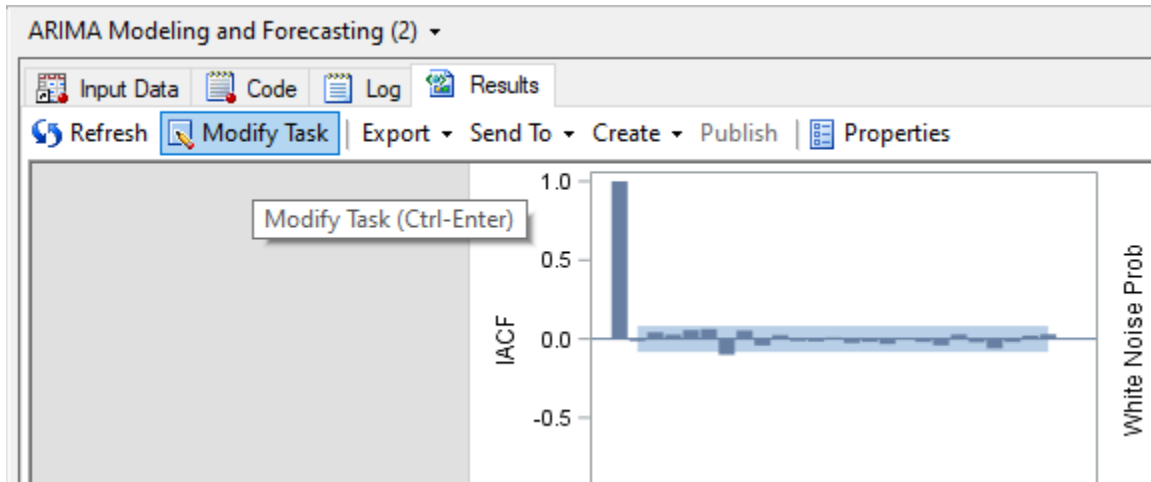 ARIMA Modeling and Forecasting (2)
Input Data Code Log Results
Refresh Modify Task Export Send To Create Publish Properties
Modify Task (Ctrl-Enter)
1.0
0.5
0.0
-0.5
IACF
White Noise Prob